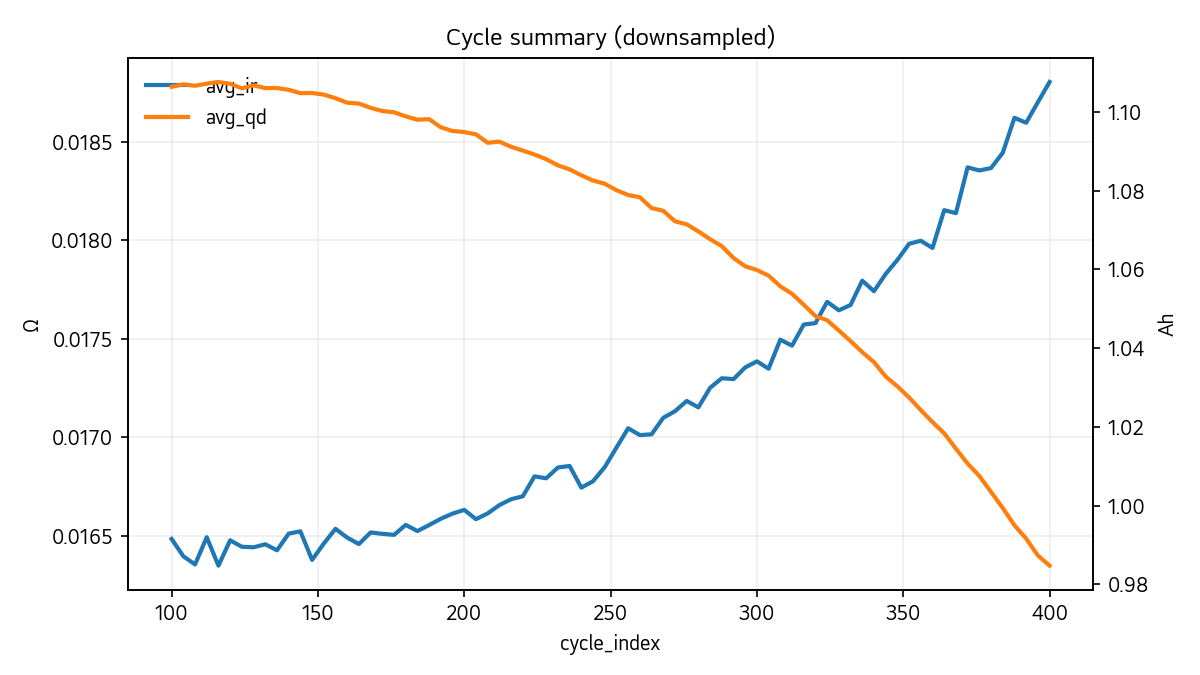 Cycle summary (downsampled)
avg_ir
avg_qd
0.0185
0.0180
0.0175
0.0170
0.0165
Ω
1.10
1.08
1.06
1.04
1.02
1.00
0.98
Ah
100 150 200 250 300 350 400
cycle_index